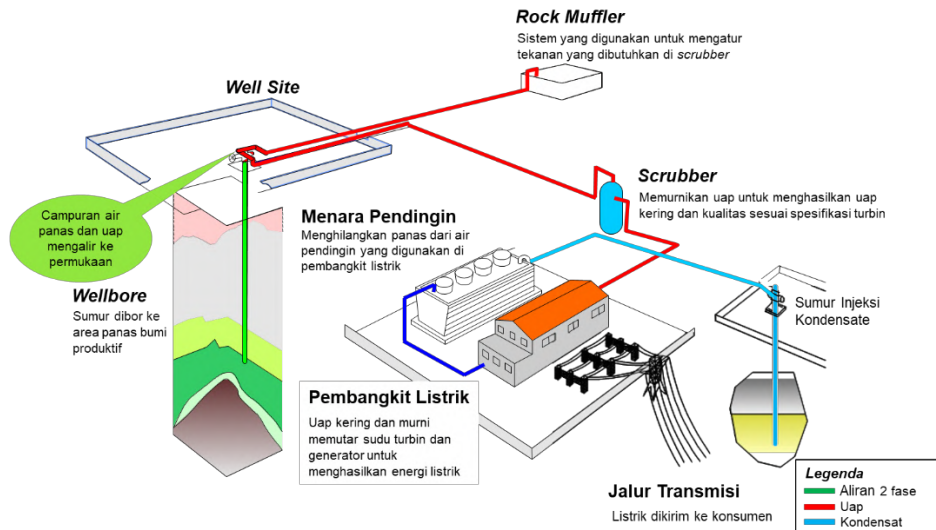 Rock Muffler
Sistem yang digunakan untuk mengatur
tekanan yang dibutuhkan di scrubber
Well Site
Campuran air
panas dan uap
mengalir ke
permukaan
Wellbore
Sumur dibor ke
area panas bumi
produktif
Menara Pendingin
Menghilangkan panas dari air
pendingin yang digunakan di
pembangkit listrik
Scrubber
Memurnikan uap untuk menghasilkan uap
kering dan kualitas sesuai spesifikasi turbin
Sumur Injeksi
Kondensate
Pembangkit Listrik
Uap kering dan murni
memutar sudu turbin dan
generator untuk
menghasilkan energi listrik
Jalur Transmisi
Listrik dikirim ke konsumen
Legenda
Aliran 2 fase
Uap
Kondensat